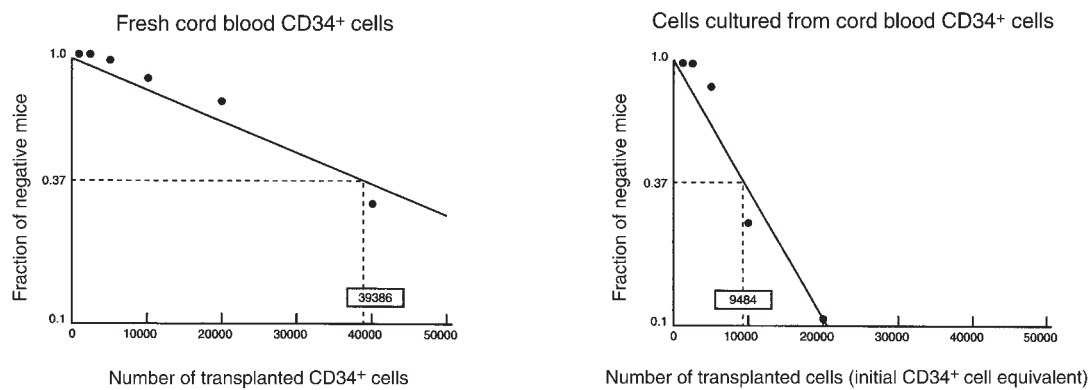 Fresh cord blood CD34+ cells
1.0
0.37
0.1
Fraction of negative mice
39386
0 10000 20000 30000 40000 50000
Number of transplanted CD34+ cells
Cells cultured from cord blood CD34+ cells
1.0
0.37
0.1
Fraction of negative mice
9484
0 10000 20000 30000 40000 50000
Number of transplanted cells (initial CD34+ cell equivalent)